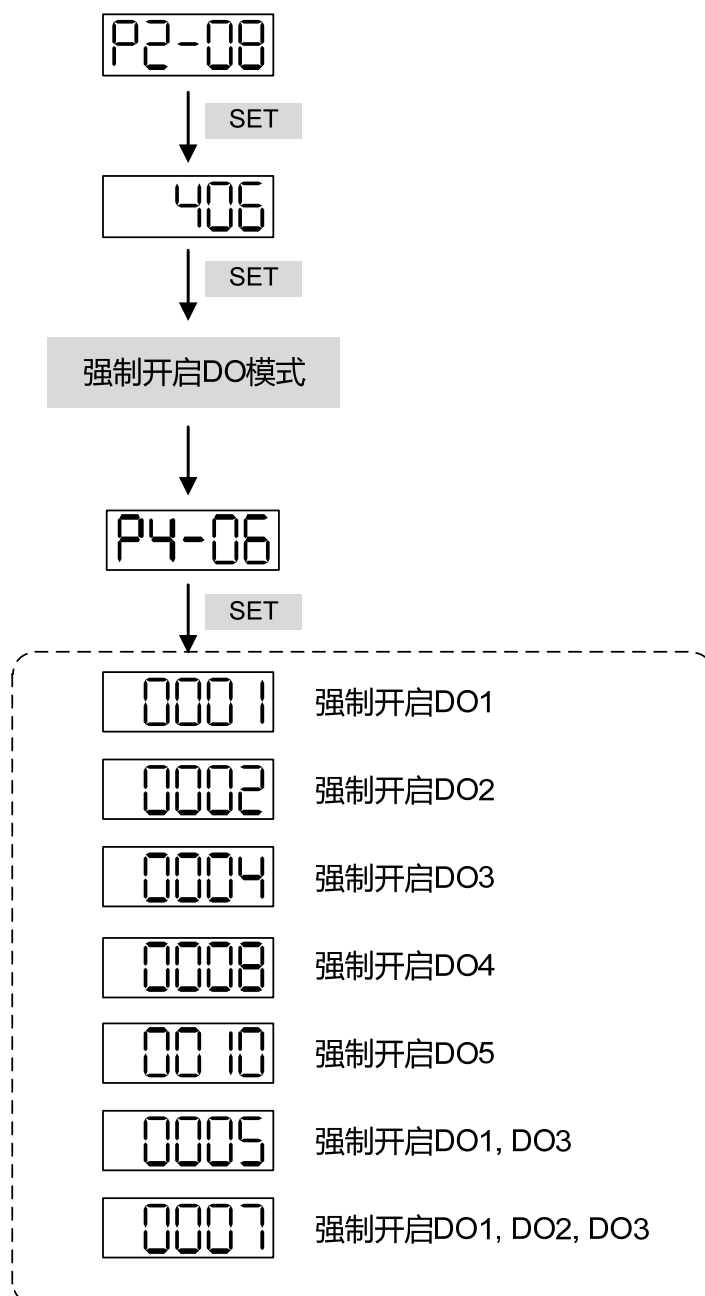 P2-08
SET
406
SET
强制开启DO模式
P4-06
SET
0001 强制开启DO1
0002 强制开启DO2
0004 强制开启DO3
0008 强制开启DO4
0010 强制开启DO5
0005 强制开启DO1, DO3
0007 强制开启DO1, DO2, DO3